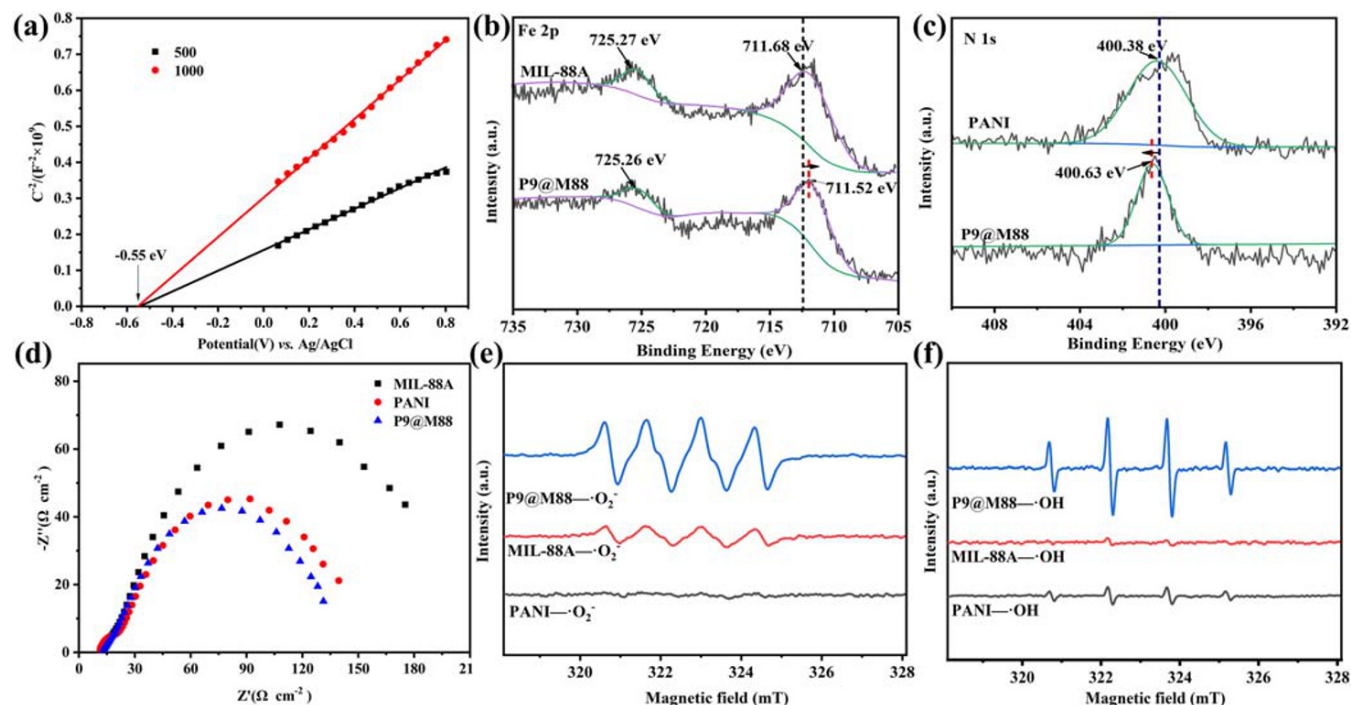 (a)
0.8
0.7
0.6
0.5
0.4
0.3
0.2
0.1
0.0
C⁻²/(F⁻²×10⁹)
500
1000
-0.55 eV
-0.8 -0.6 -0.4 -0.2 0.0 0.2 0.4 0.6 0.8
Potential(V) vs. Ag/AgCl
(b)
Fe 2p
725.27 eV
711.68 eV
MIL-88A
725.26 eV
711.52 eV
P9@M88
Intensity (a.u.)
735 730 725 720 715 710 705
Binding Energy (eV)
(c)
N 1s
400.38 eV
PANI
400.63 eV
P9@M88
Intensity (a.u.)
408 404 400 396 392
Binding Energy (eV)
(d)
80
60
40
20
0
-Z''(Ω cm⁻²)
MIL-88A
PANI
P9@M88
0 30 60 90 120 150 180 21
Z'(Ω cm⁻²)
(e)
Intensity (a.u.)
P9@M88—·O₂⁻
MIL-88A—·O₂⁻
PANI—·O₂⁻
320 322 324 326 328
Magnetic field (mT)
(f)
Intensity (a.u.)
P9@M88—·OH
MIL-88A—·OH
PANI—·OH
320 322 324 326 328
Magnetic field (mT)